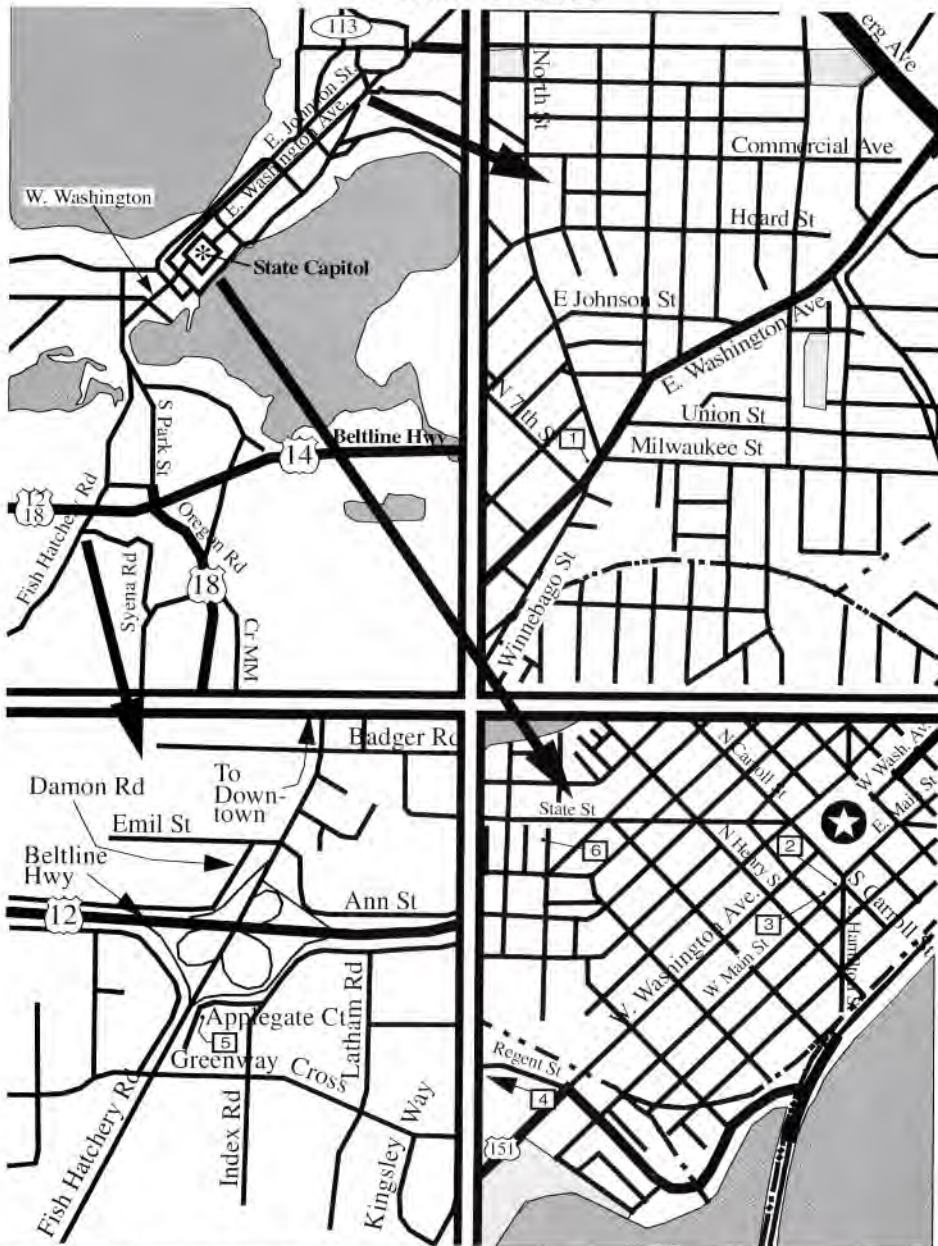 113
E. Johnson St.
E. Washington Ave.
W. Washington
*
State Capitol
S Park St
Beltline Hwy
14
12
18
Fish Hatchery Rd
Oregon Rd
Syena Rd
18
Cr MM
erg Ave
North St
Commercial Ave
Hoard St
E Johnson St
E. Washington Ave
N 7th St
1
Union St
Milwaukee St
Winnebago St
Badger Rd
To
Down-
town
Damon Rd
Emil St
Beltline
Hwy
12
Ann St
Applegate Ct
5
Greenway
Cross
Latham Rd
Index Rd
Kingsley Way
Fish Hatchery Rd
N Carroll St
W Wash. Av
E. Main St
State St
2
6
N Henry S
S Carroll St
3
W. Washington Ave.
W Main St
Regent St
4
151